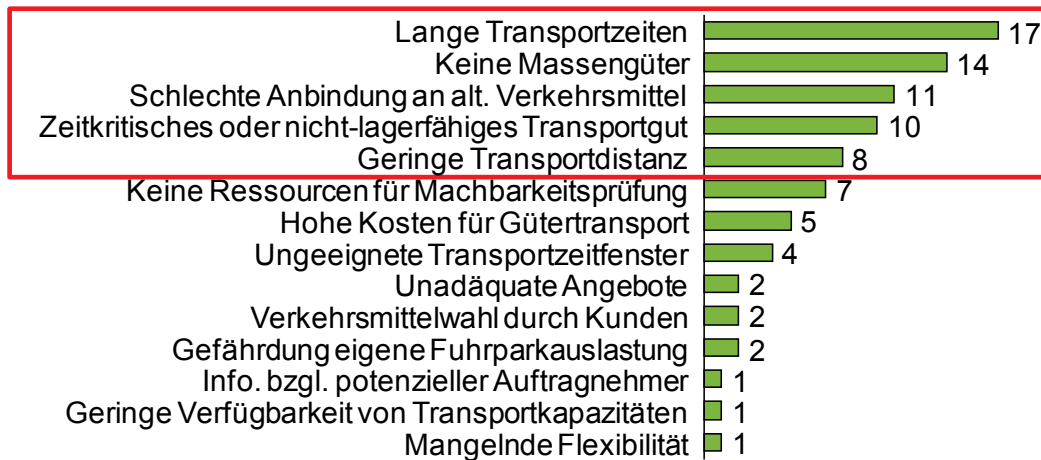 Lange Transportzeiten 17
Keine Massengüter 14
Schlechte Anbindung an alt. Verkehrsmittel 11
Zeitkritisches oder nicht-lagerfähiges Transportgut 10
Geringe Transportdistanz 8
Keine Ressourcen für Machbarkeitsprüfung 7
Hohe Kosten für Gütertransport 5
Ungeeignete Transportzeitfenster 4
Unadäquate Angebote 2
Verkehrsmittelwahl durch Kunden 2
Gefährdung eigene Fuhrparkauslastung 2
Info. bzgl. potenzieller Auftragnehmer 1
Geringe Verfügbarkeit von Transportkapazitäten 1
Mangelnde Flexibilität 1